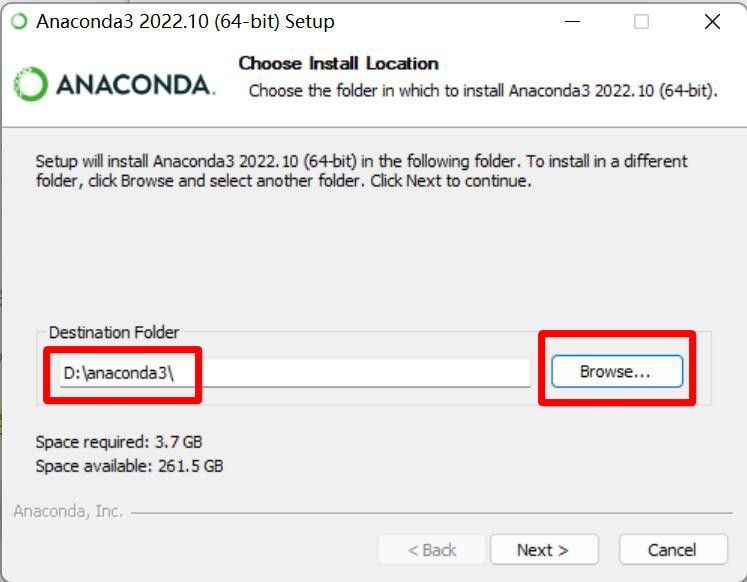 Anaconda3 2022.10 (64-bit) Setup
ANACONDA.
Choose Install Location
Choose the folder in which to install Anaconda3 2022.10 (64-bit).
Setup will install Anaconda3 2022.10 (64-bit) in the following folder. To install in a different
folder, click Browse and select another folder. Click Next to continue.
Destination Folder
D:\anaconda3\
Browse...
Space required: 3.7 GB
Space available: 261.5 GB
Anaconda, Inc.
< Back
Next >
Cancel